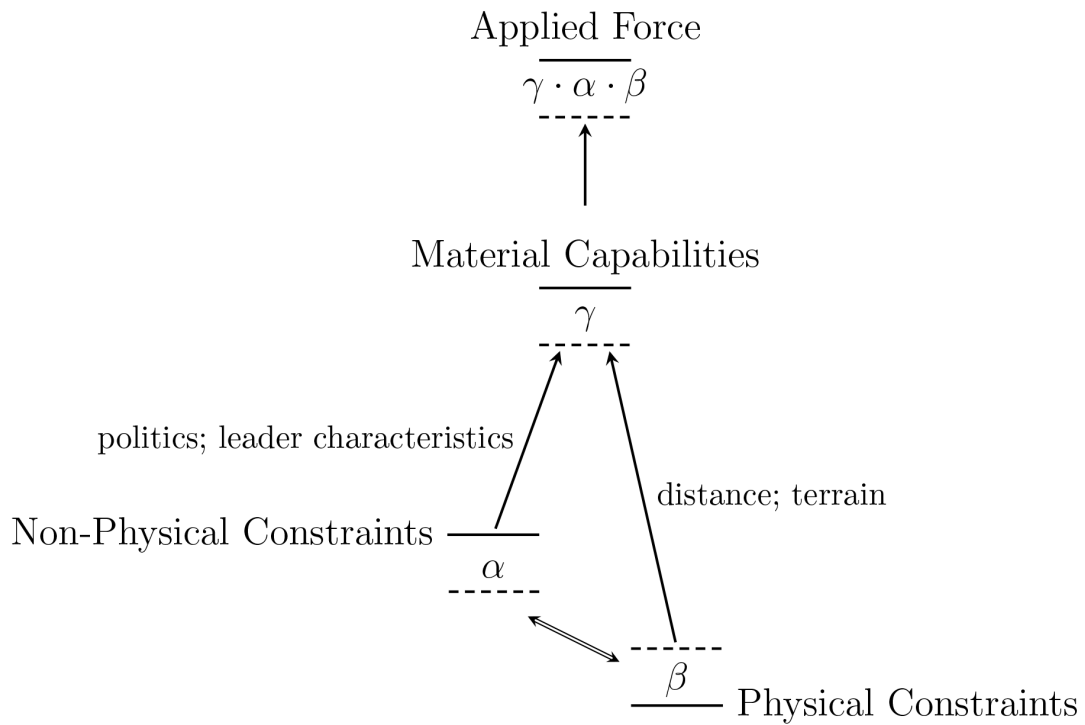 Applied Force
γ · α · β
Material Capabilities
γ
politics; leader characteristics
distance; terrain
Non-Physical Constraints
α
β
Physical Constraints